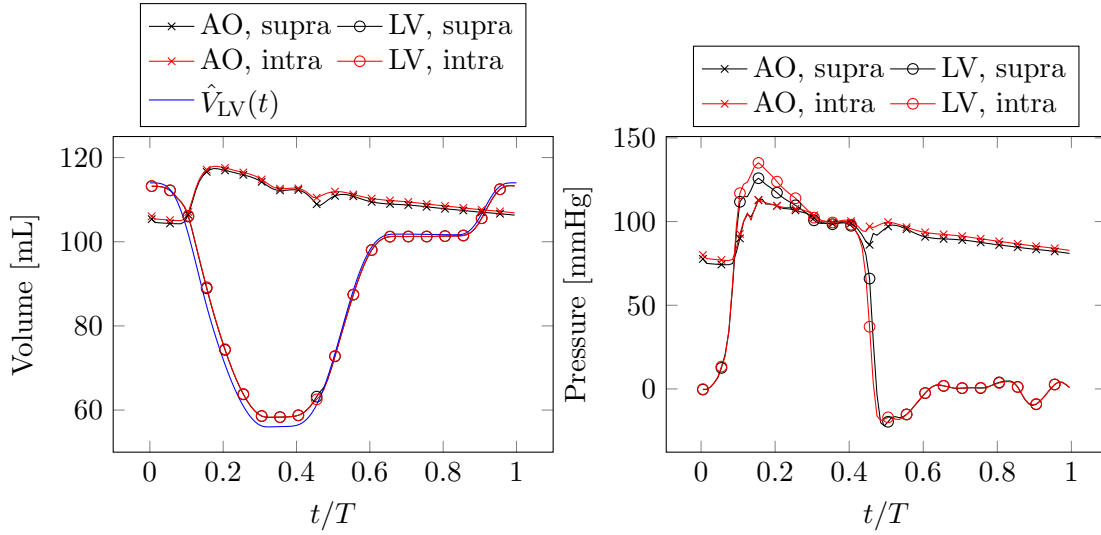 AO, supra LV, supra
AO, intra LV, intra
V̂LV(t)
Volume [mL]
120
100
80
60
0 0.2 0.4 0.6 0.8 1
t/T
AO, supra LV, supra
AO, intra LV, intra
Pressure [mmHg]
150
100
50
0
0 0.2 0.4 0.6 0.8 1
t/T